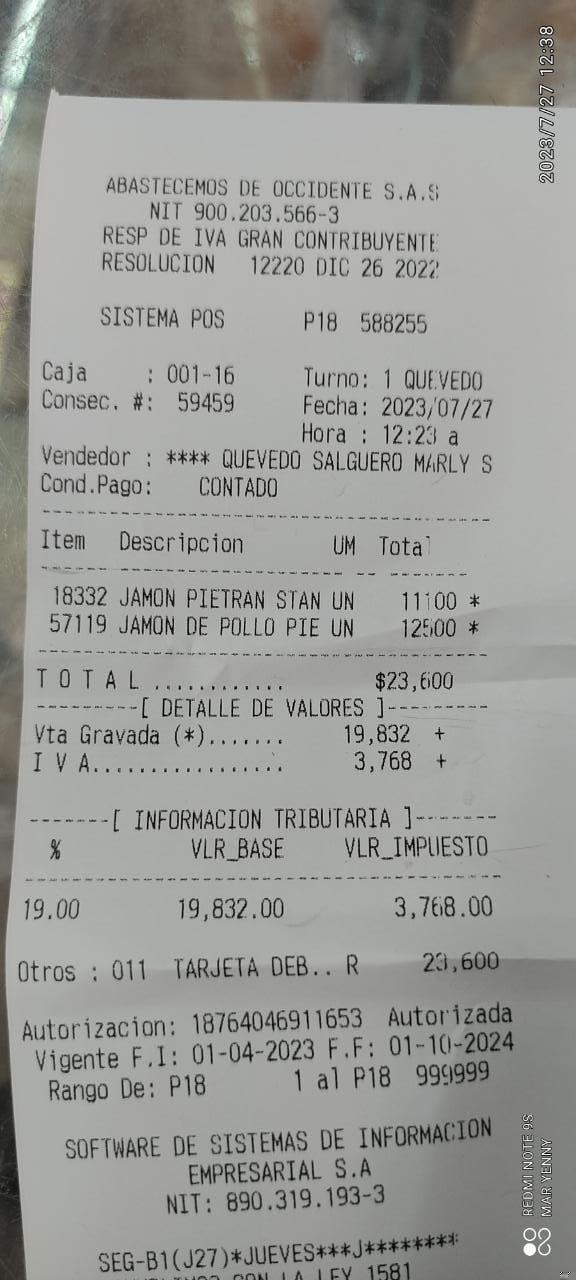 2023/7/27 12:38
ABASTECEMOS DE OCCIDENTE S.A.S
NIT 900.203.566-3
RESP DE IVA GRAN CONTRIBUYENTE
RESOLUCION 12220 DIC 26 2022
SISTEMA POS P18 588255
Caja : 001-16 Turno: 1 QUEVEDO
Consec. #: 59459 Fecha: 2023/07/27
Hora : 12:23 a
Vendedor : **** QUEVEDO SALGUERO MARLY S
Cond.Pago: CONTADO
Item Descripcion UM Total
18332 JAMON PIETRAN STAN UN 11100 *
57119 JAMON DE POLLO PIE UN 12500 *
T O T A L ............ $23,600
---------[ DETALLE DE VALORES ]---------
Vta Gravada (*)....... 19,832 +
I V A................. 3,768 +
-------[ INFORMACION TRIBUTARIA ]-------
% VLR_BASE VLR_IMPUESTO
19.00 19,832.00 3,768.00
Otros : 011 TARJETA DEB.. R 23,600
Autorizacion: 18764046911653 Autorizada
Vigente F.I: 01-04-2023 F.F: 01-10-2024
Rango De: P18 1 al P18 999999
SOFTWARE DE SISTEMAS DE INFORMACION
EMPRESARIAL S.A
NIT: 890.319.193-3
SEG-B1(J27)*JUEVES***J********
CON LA LEY 1581
REDMI NOTE 9S
MAR YENNY